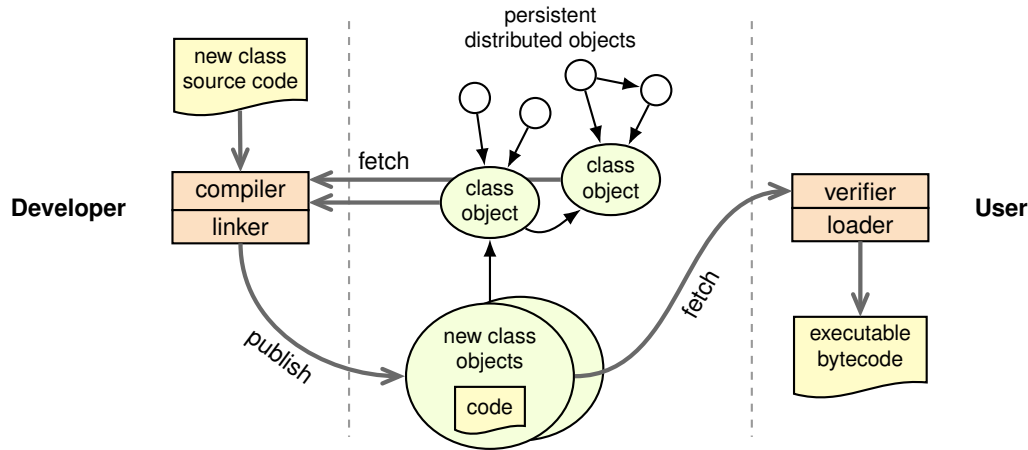 persistent
distributed objects
new class
source code
fetch
class
object
class
object
compiler
linker
Developer
verifier
loader
User
fetch
publish
new class
objects
code
executable
bytecode